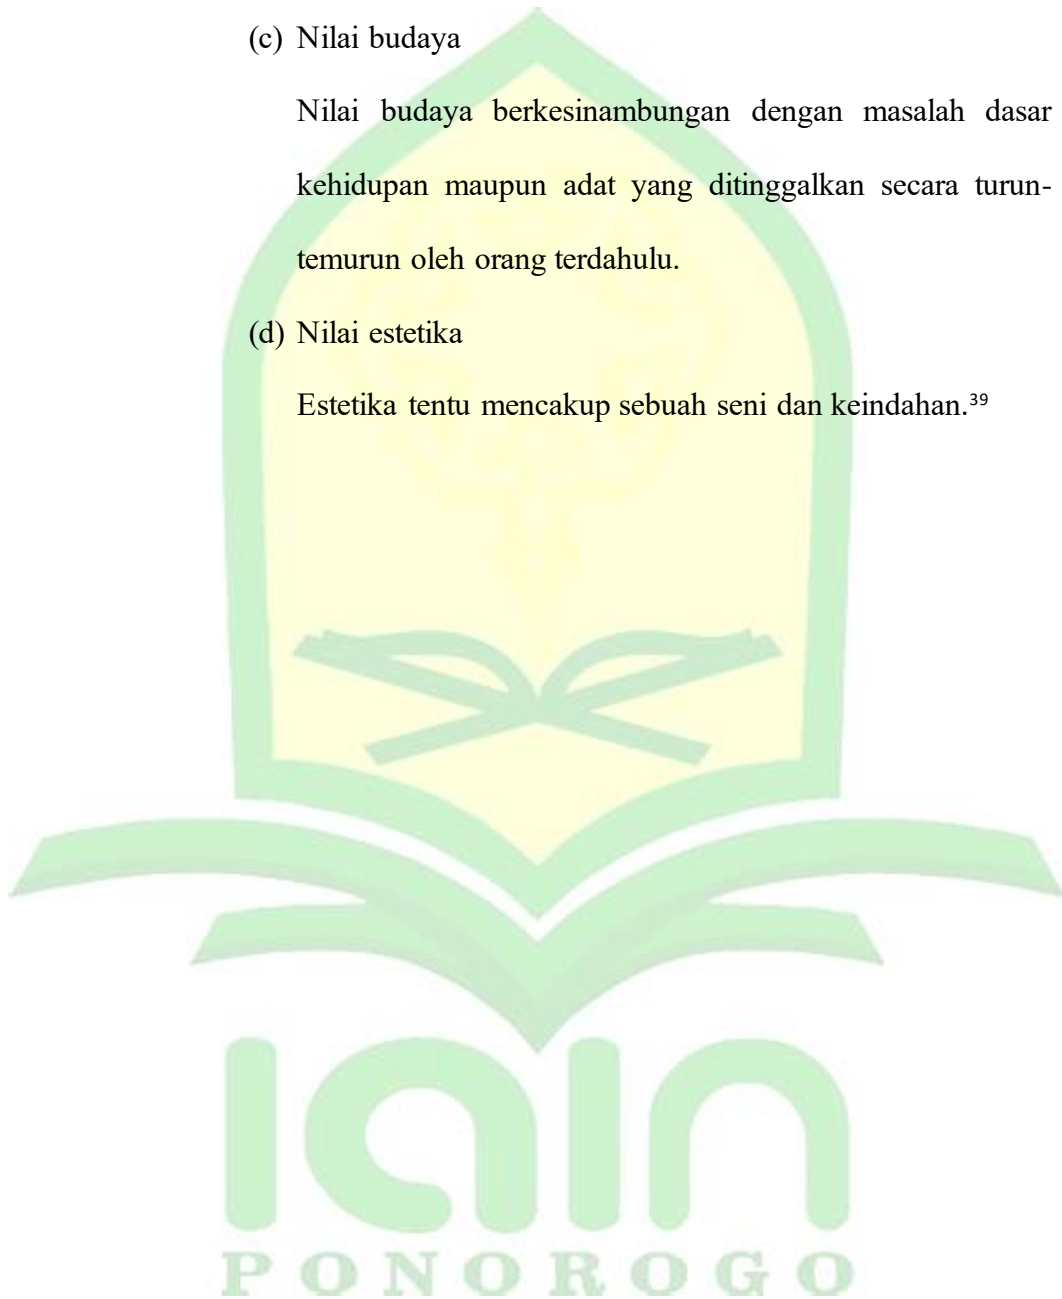 (c) Nilai budaya
Nilai budaya berkesinambungan dengan masalah dasar
kehidupan maupun adat yang ditinggalkan secara turun-
temurun oleh orang terdahulu.
(d) Nilai estetika
Estetika tentu mencakup sebuah seni dan keindahan.³⁹
iain
PONOROGO